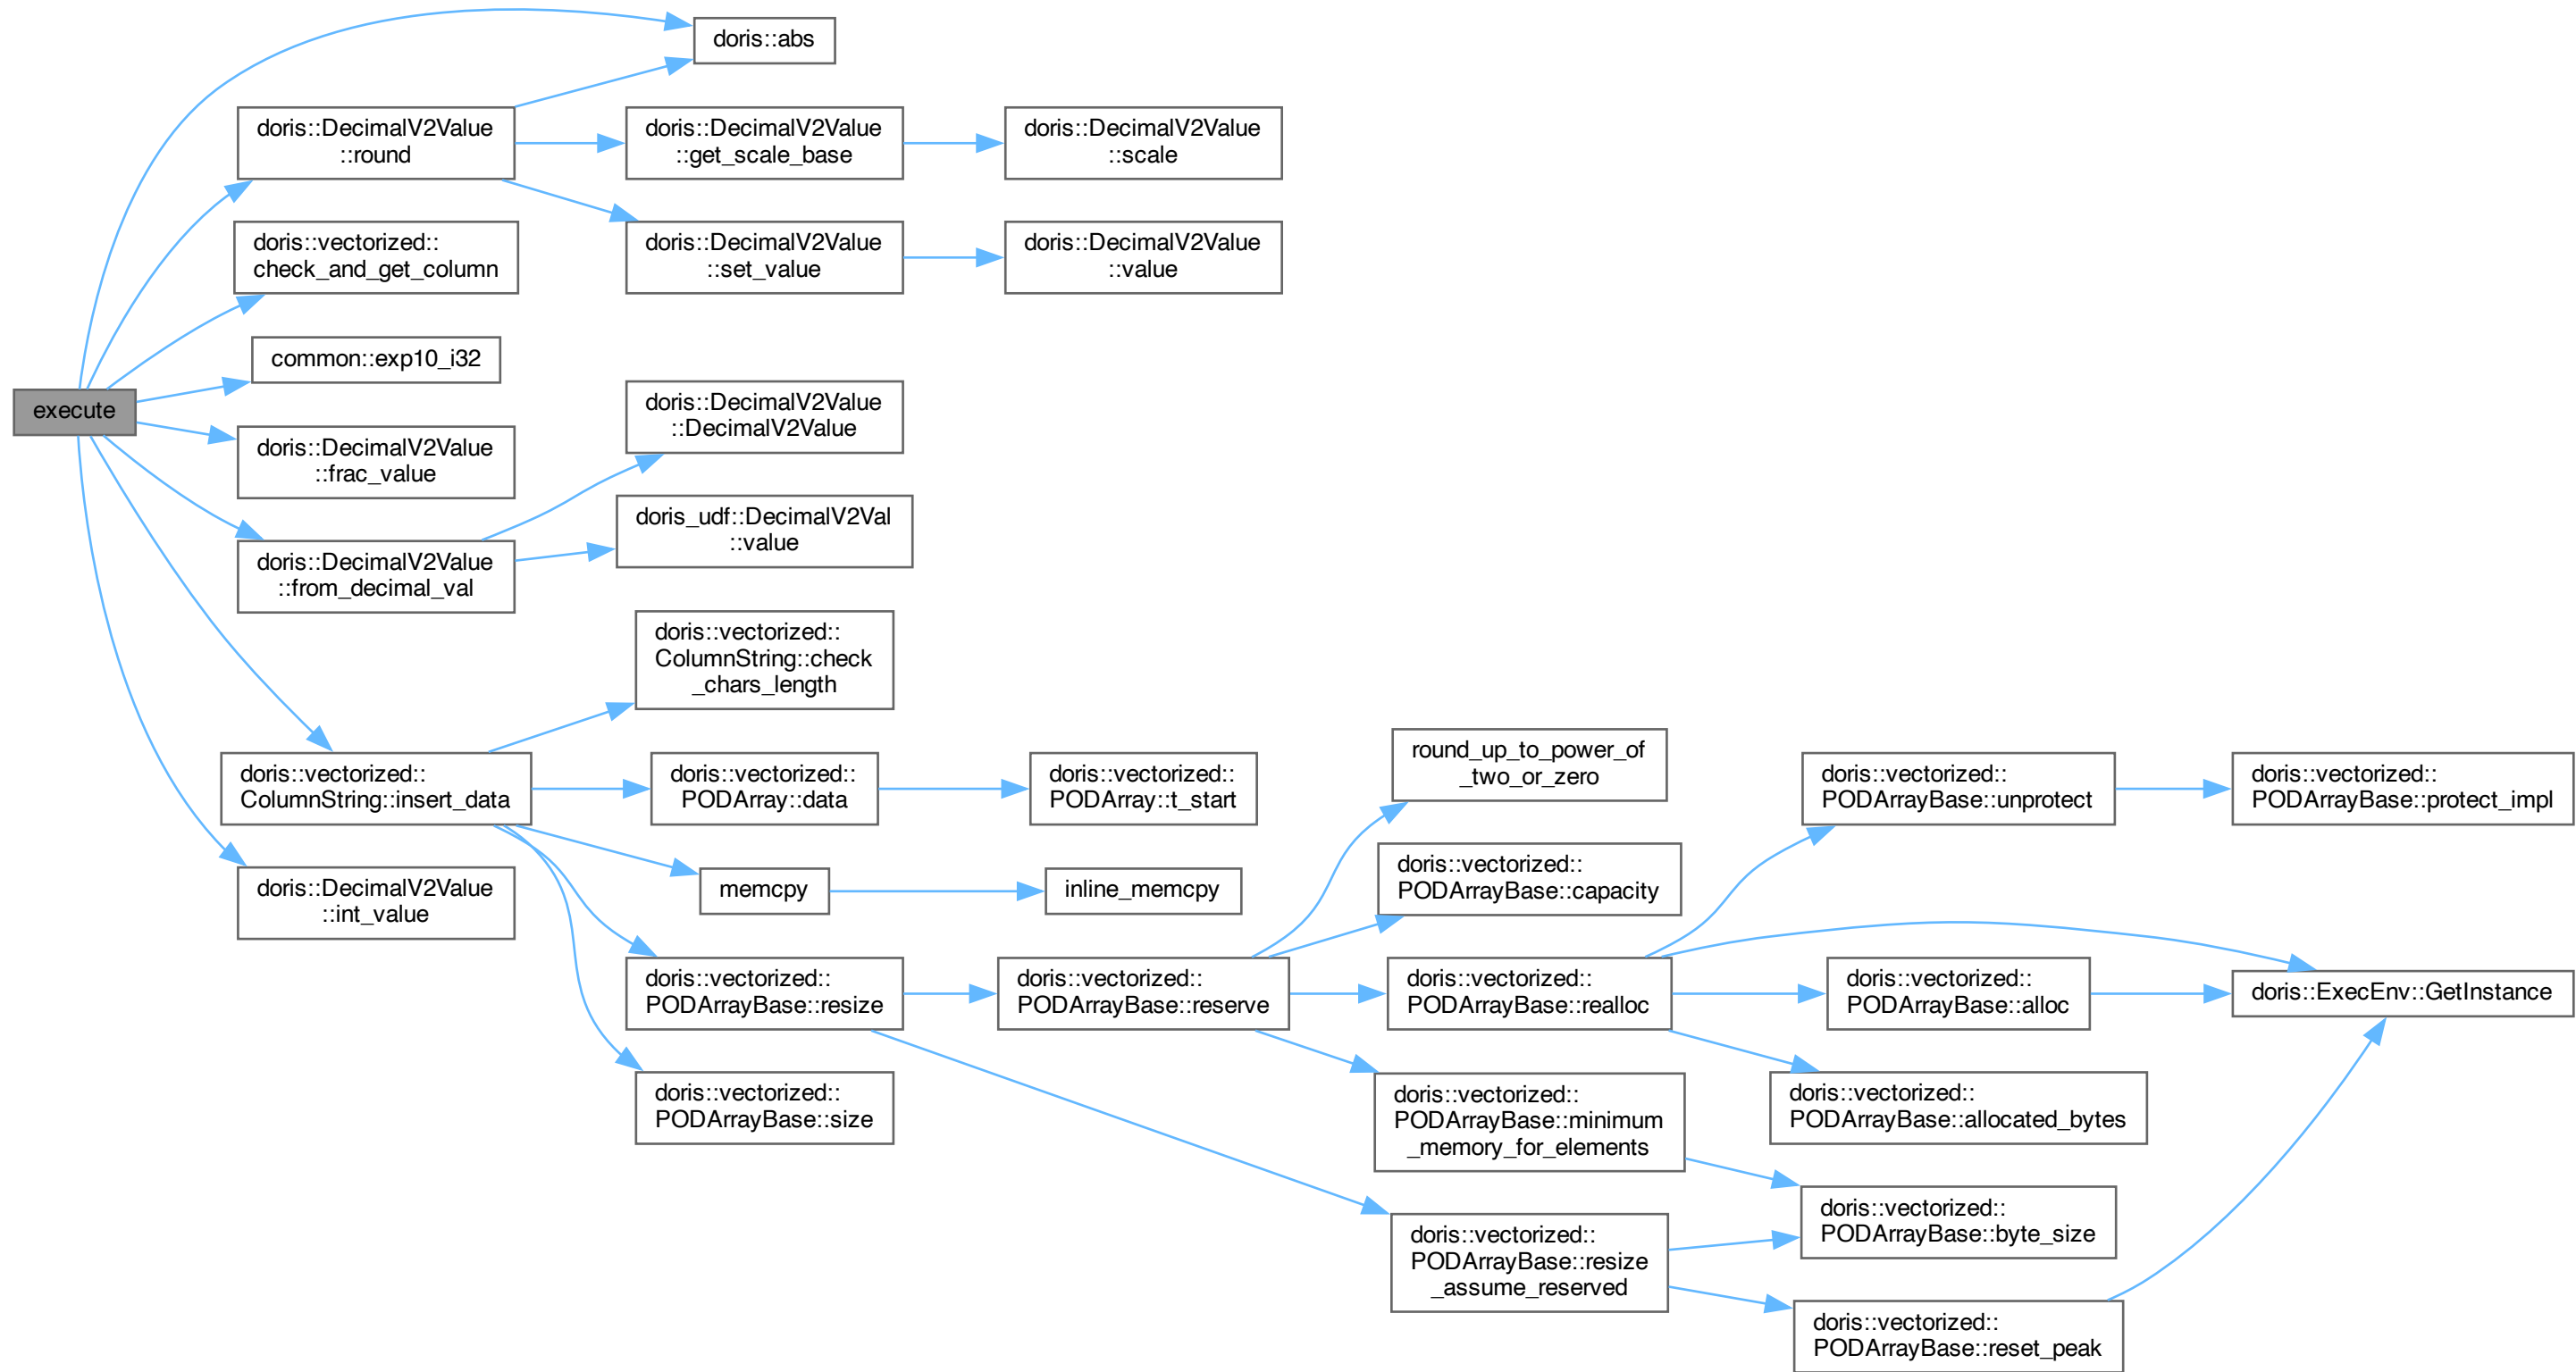 doris::abs
doris::DecimalV2Value
::round
doris::DecimalV2Value
::get_scale_base
doris::DecimalV2Value
::scale
doris::vectorized::
check_and_get_column
doris::DecimalV2Value
::set_value
doris::DecimalV2Value
::value
common::exp10_i32
execute
doris::DecimalV2Value
::DecimalV2Value
doris::DecimalV2Value
::frac_value
doris_udf::DecimalV2Val
::value
doris::DecimalV2Value
::from_decimal_val
doris::vectorized::
ColumnString::check
_chars_length
round_up_to_power_of
_two_or_zero
doris::vectorized::
ColumnString::insert_data
doris::vectorized::
PODArray::data
doris::vectorized::
PODArray::t_start
doris::vectorized::
PODArrayBase::unprotect
doris::vectorized::
PODArrayBase::protect_impl
doris::vectorized::
PODArrayBase::capacity
doris::DecimalV2Value
::int_value
memcpy
inline_memcpy
doris::vectorized::
PODArrayBase::resize
doris::vectorized::
PODArrayBase::reserve
doris::vectorized::
PODArrayBase::realloc
doris::vectorized::
PODArrayBase::alloc
doris::ExecEnv::GetInstance
doris::vectorized::
PODArrayBase::size
doris::vectorized::
PODArrayBase::minimum
_memory_for_elements
doris::vectorized::
PODArrayBase::allocated_bytes
doris::vectorized::
PODArrayBase::byte_size
doris::vectorized::
PODArrayBase::resize
_assume_reserved
doris::vectorized::
PODArrayBase::reset_peak